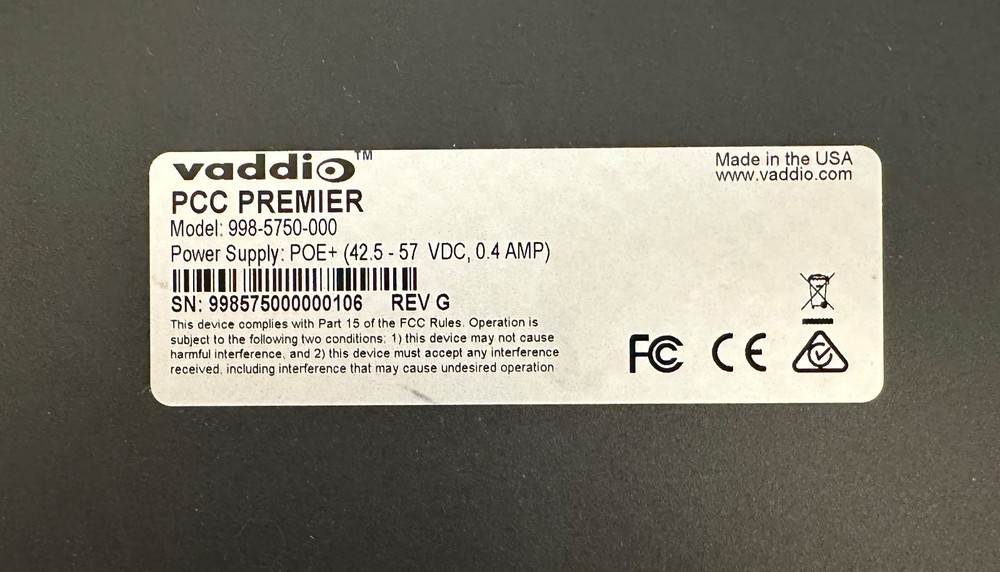 vaddio™
Made in the USA
www.vaddio.com
PCC PREMIER
Model: 998-5750-000
Power Supply: POE+ (42.5 - 57 VDC, 0.4 AMP)
SN: 998575000000106 REV G
This device complies with Part 15 of the FCC Rules. Operation is
subject to the following two conditions: 1) this device may not cause
harmful interference, and 2) this device must accept any interference
received, including interference that may cause undesired operation
FC CE